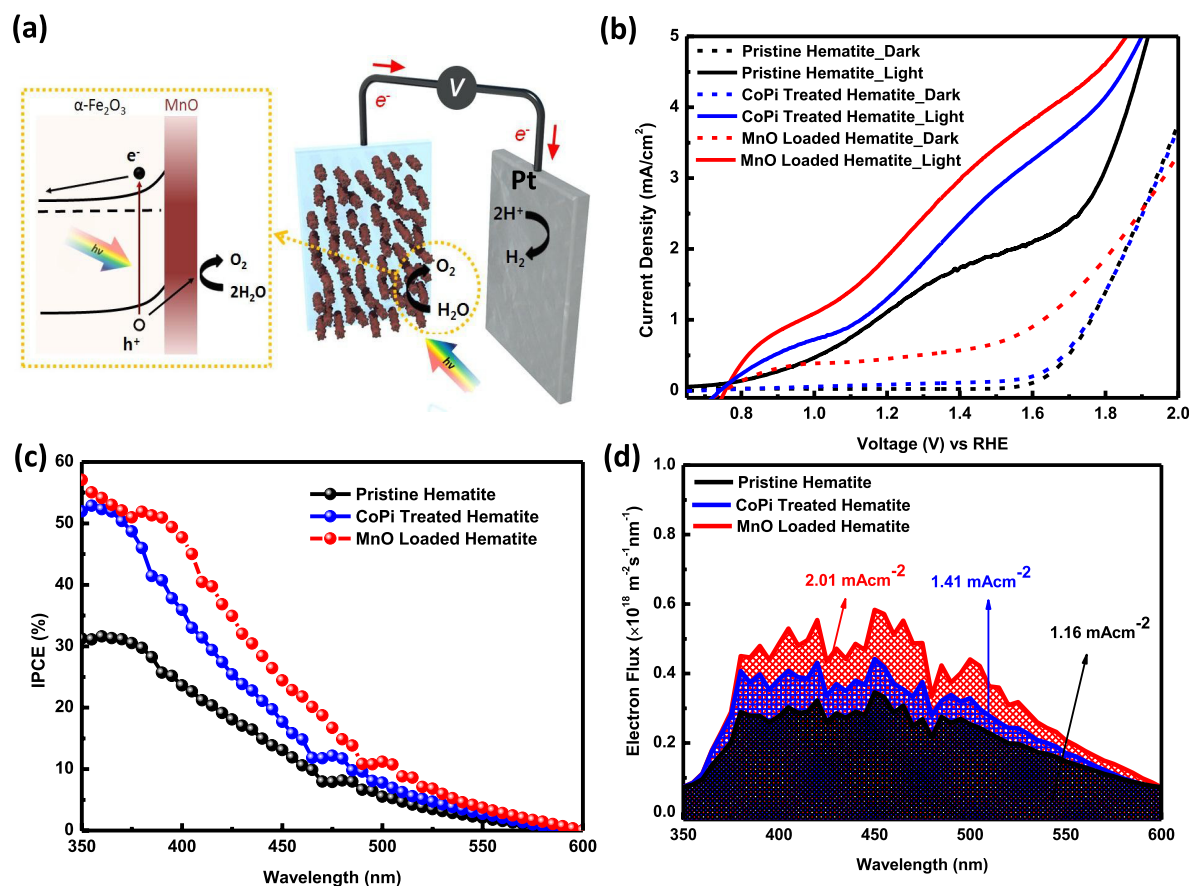 (a)
α-Fe₂O₃
MnO
e⁻
hν
O
h⁺
O₂
2H₂O
e⁻
V
e⁻
Pt
2H⁺
H₂
O₂
H₂O
hν
(b)
5
4
3
2
1
0
Current Density (mA/cm²)
Pristine Hematite_Dark
Pristine Hematite_Light
CoPi Treated Hematite_Dark
CoPi Treated Hematite_Light
MnO Loaded Hematite_Dark
MnO Loaded Hematite_Light
0.8 1.0 1.2 1.4 1.6 1.8 2.0
Voltage (V) vs RHE
(c)
60
50
40
30
20
10
0
IPCE (%)
Pristine Hematite
CoPi Treated Hematite
MnO Loaded Hematite
350 400 450 500 550 600
Wavelength (nm)
(d)
1.0
0.8
0.6
0.4
0.2
0.0
Electron Flux (×10¹⁸ m⁻² s⁻¹ nm⁻¹)
Pristine Hematite
CoPi Treated Hematite
MnO Loaded Hematite
2.01 mAcm⁻²
1.41 mAcm⁻²
1.16 mAcm⁻²
350 400 450 500 550 600
Wavelength (nm)